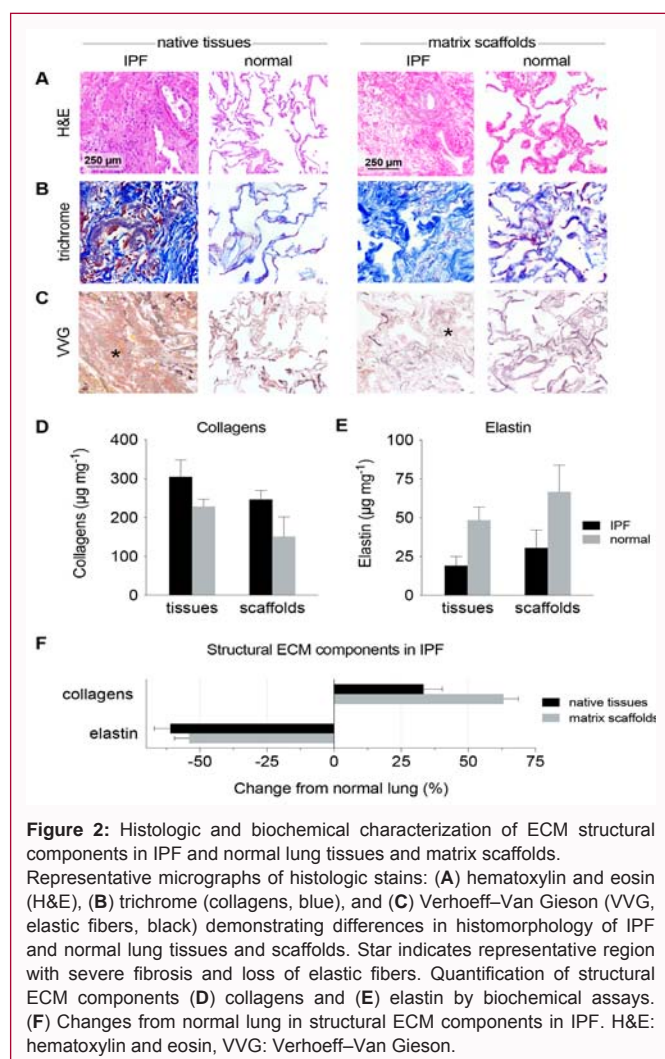 native tissues matrix scaffolds
IPF normal IPF normal
A H&E
250 µm 250 µm
B trichrome
C VVG
* *
D Collagens
Collagens (µg mg⁻¹)
400
300
200
100
0
tissues scaffolds
E Elastin
Elastin (µg mg⁻¹)
100
75
50
25
0
IPF
normal
tissues scaffolds
F Structural ECM components in IPF
collagens
elastin
native tissues
matrix scaffolds
-50 -25 0 25 50 75
Change from normal lung (%)
Figure 2: Histologic and biochemical characterization of ECM structural
components in IPF and normal lung tissues and matrix scaffolds.
Representative micrographs of histologic stains: (A) hematoxylin and eosin
(H&E), (B) trichrome (collagens, blue), and (C) Verhoeff–Van Gieson (VVG,
elastic fibers, black) demonstrating differences in histomorphology of IPF
and normal lung tissues and scaffolds. Star indicates representative region
with severe fibrosis and loss of elastic fibers. Quantification of structural
ECM components (D) collagens and (E) elastin by biochemical assays.
(F) Changes from normal lung in structural ECM components in IPF. H&E:
hematoxylin and eosin, VVG: Verhoeff–Van Gieson.